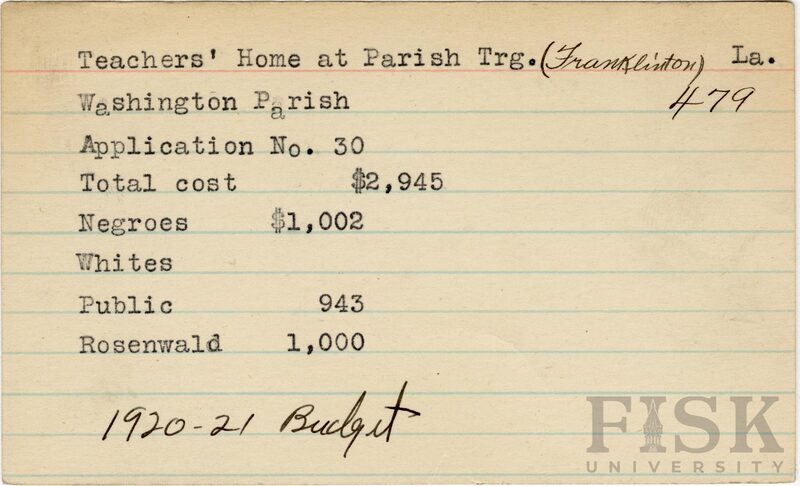 Teachers' Home at Parish Trg. (Franklinton) La.
Washington Parish 479
Application No. 30
Total cost $2,945
Negroes $1,002
Whites
Public 943
Rosenwald 1,000
1920-21 Budget
FISK
UNIVERSITY